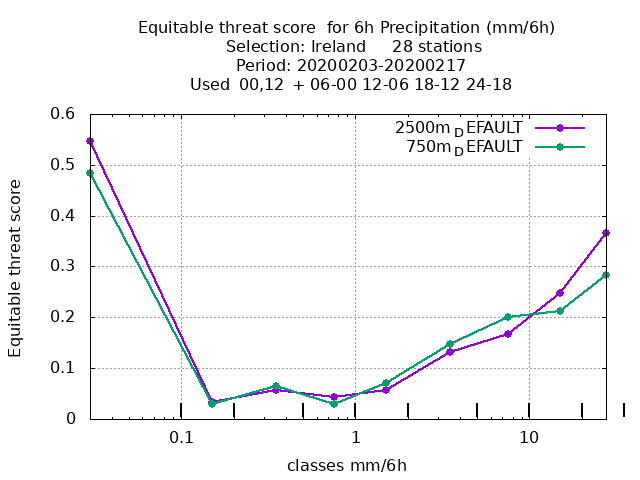 Equitable threat score  for 6h Precipitation (mm/6h)
Selection: Ireland     28 stations
Period: 20200203-20200217
Used  00,12  + 06-00 12-06 18-12 24-18
2500m_DEFAULT
750m_DEFAULT
Equitable threat score
0.6
0.5
0.4
0.3
0.2
0.1
0
0.1
1
10
classes mm/6h